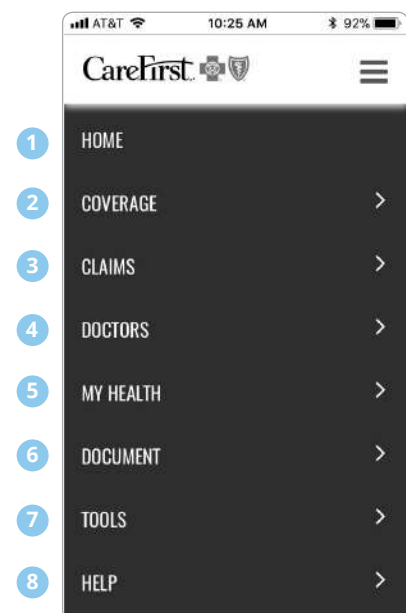 AT&T 10:25 AM 92%
CareFirst.
1 HOME
2 COVERAGE
3 CLAIMS
4 DOCTORS
5 MY HEALTH
6 DOCUMENT
7 TOOLS
8 HELP